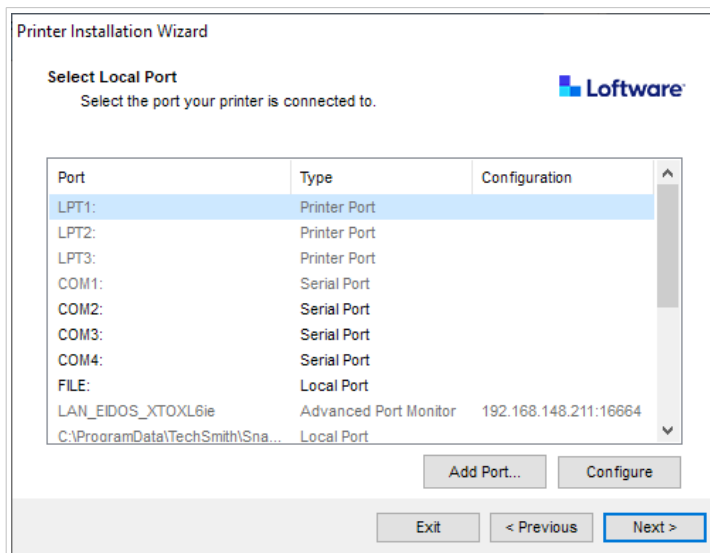 Printer Installation Wizard
Select Local Port
Select the port your printer is connected to.
Loftware
Port Type Configuration
LPT1: Printer Port
LPT2: Printer Port
LPT3: Printer Port
COM1: Serial Port
COM2: Serial Port
COM3: Serial Port
COM4: Serial Port
FILE: Local Port
LAN_EIDOS_XTOXL6ie Advanced Port Monitor 192.168.148.211:16664
C:\ProgramData\TechSmith\Sna... Local Port
Add Port... Configure
Exit < Previous Next >